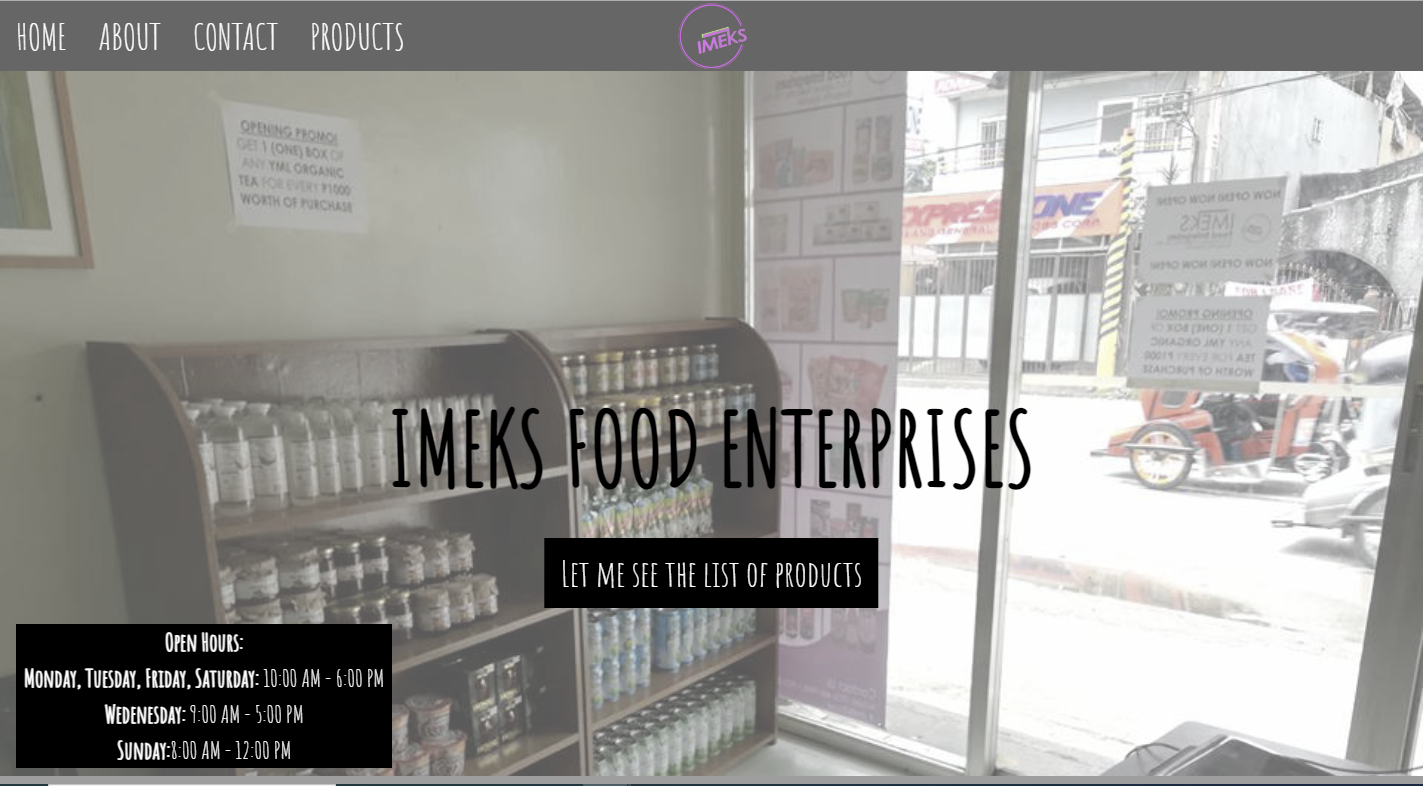 HOME ABOUT CONTACT PRODUCTS
IMEKS
OPENING PROMO!
GET 1 (ONE) BOX OF
ANY YML ORGANIC
TEA FOR EVERY ₱1000
WORTH OF PURCHASE
EXPRESS ONE
NOW OPEN! NOW OPEN! NOW
IMEKS
NOW OPEN! NOW OPEN!
OPENING PROMO!
GET 1 (ONE) BOX OF
ANY YML ORGANIC
TEA FOR EVERY ₱1000
WORTH OF PURCHASE
IMEKS FOOD ENTERPRISES
Let me see the list of products
Contact Us
Open Hours:
Monday, Tuesday, Friday, Saturday: 10:00 AM - 6:00 PM
Wedenesday: 9:00 AM - 5:00 PM
Sunday:8:00 AM - 12:00 PM